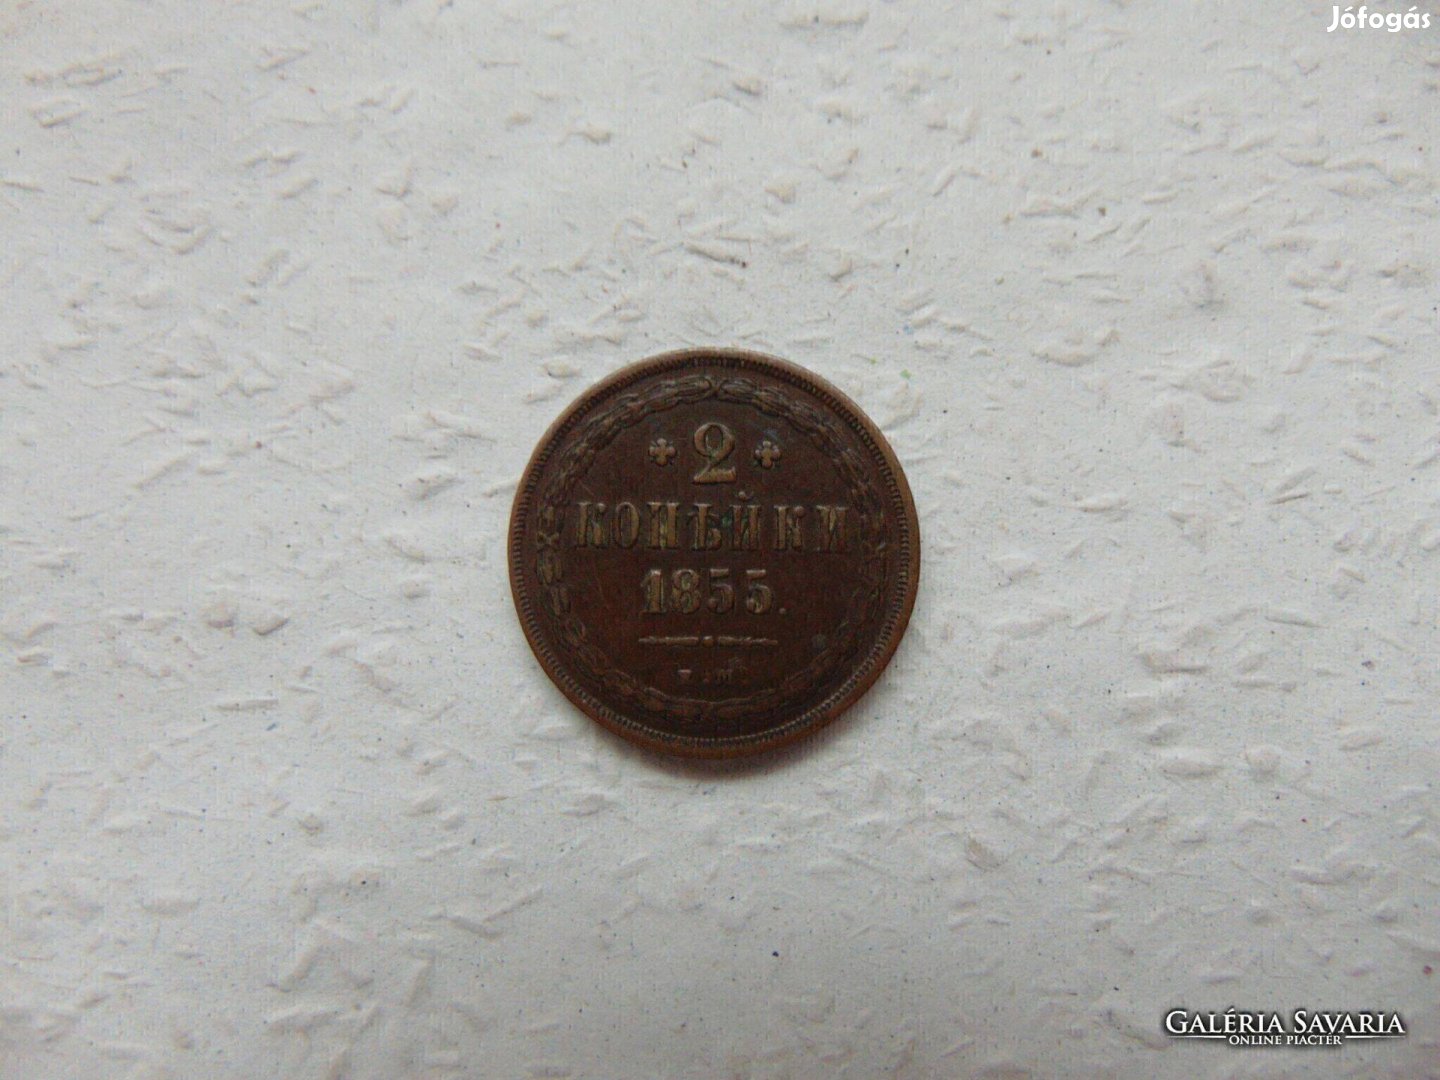 Jófogás
2
КОПѢЙКИ
1855.
Е.М.
GALÉRIA SAVARIA
ONLINE PIACTÉR